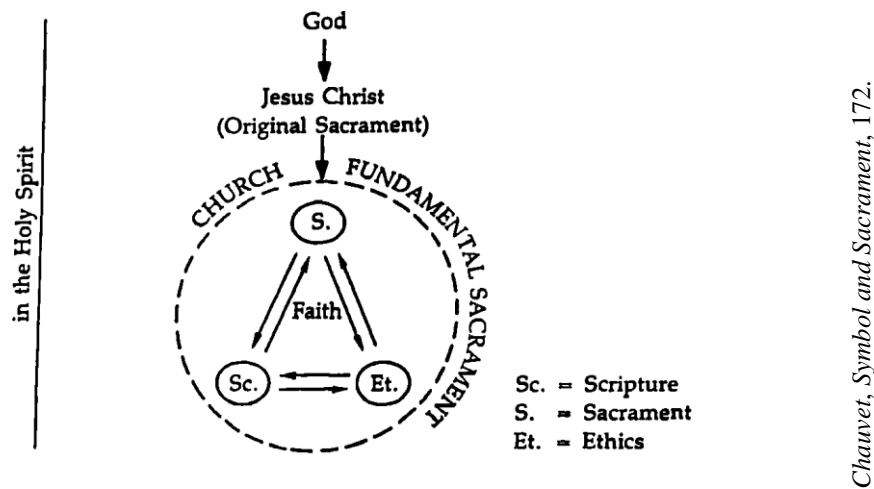 God
Jesus Christ
(Original Sacrament)
in the Holy Spirit
CHURCH
FUNDAMENTAL SACRAMENT
S.
Faith
Sc.
Et.
Sc. = Scripture
S. = Sacrament
Et. = Ethics
Chauvet, Symbol and Sacrament, 172.